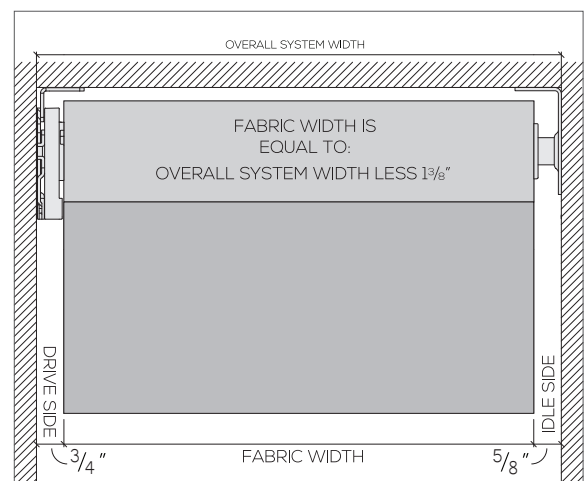 OVERALL SYSTEM WIDTH
FABRIC WIDTH IS
EQUAL TO:
OVERALL SYSTEM WIDTH LESS 1⅜"
DRIVE SIDE
IDLE SIDE
3/4"
FABRIC WIDTH
5/8"